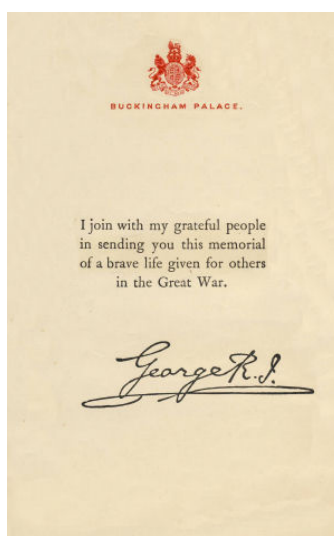 BUCKINGHAM PALACE.
I join with my grateful people
in sending you this memorial
of a brave life given for others
in the Great War.
George R.I.